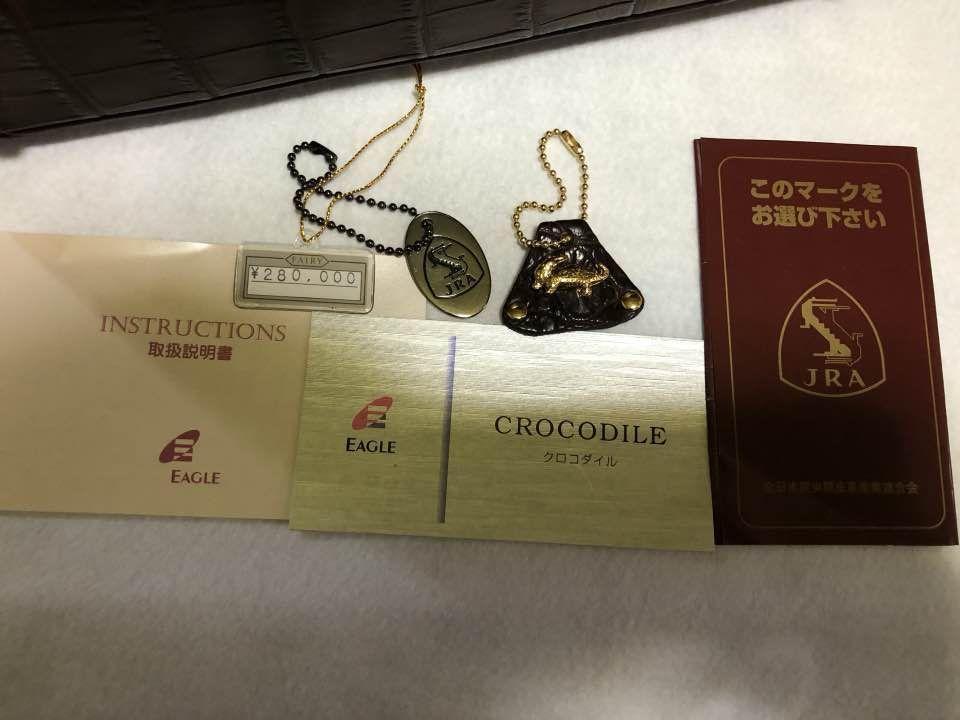 FAIRY
¥280,000
JRA
INSTRUCTIONS
取扱説明書
EAGLE
EAGLE
CROCODILE
クロコダイル
このマークを
お選び下さい
JRA